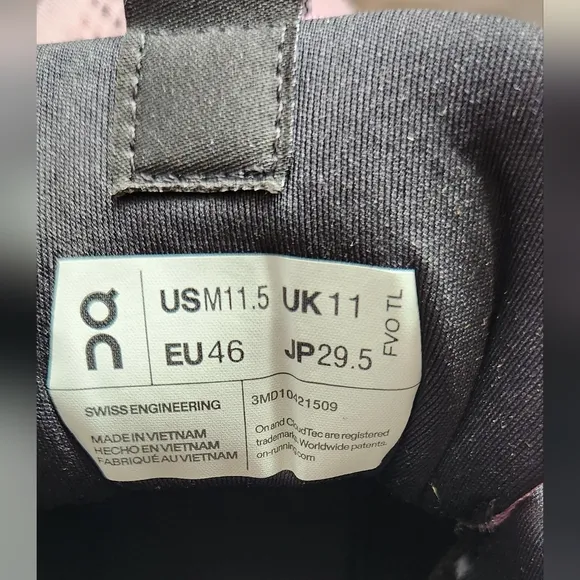 on
USM11.5 UK11
EU46 JP29.5
FVO TL
SWISS ENGINEERING
3MD10421509
MADE IN VIETNAM
HECHO EN VIETNAM
FABRIQUÉ AU VIETNAM
On and CloudTec are registered
trademarks. Worldwide patents.
on-running.com